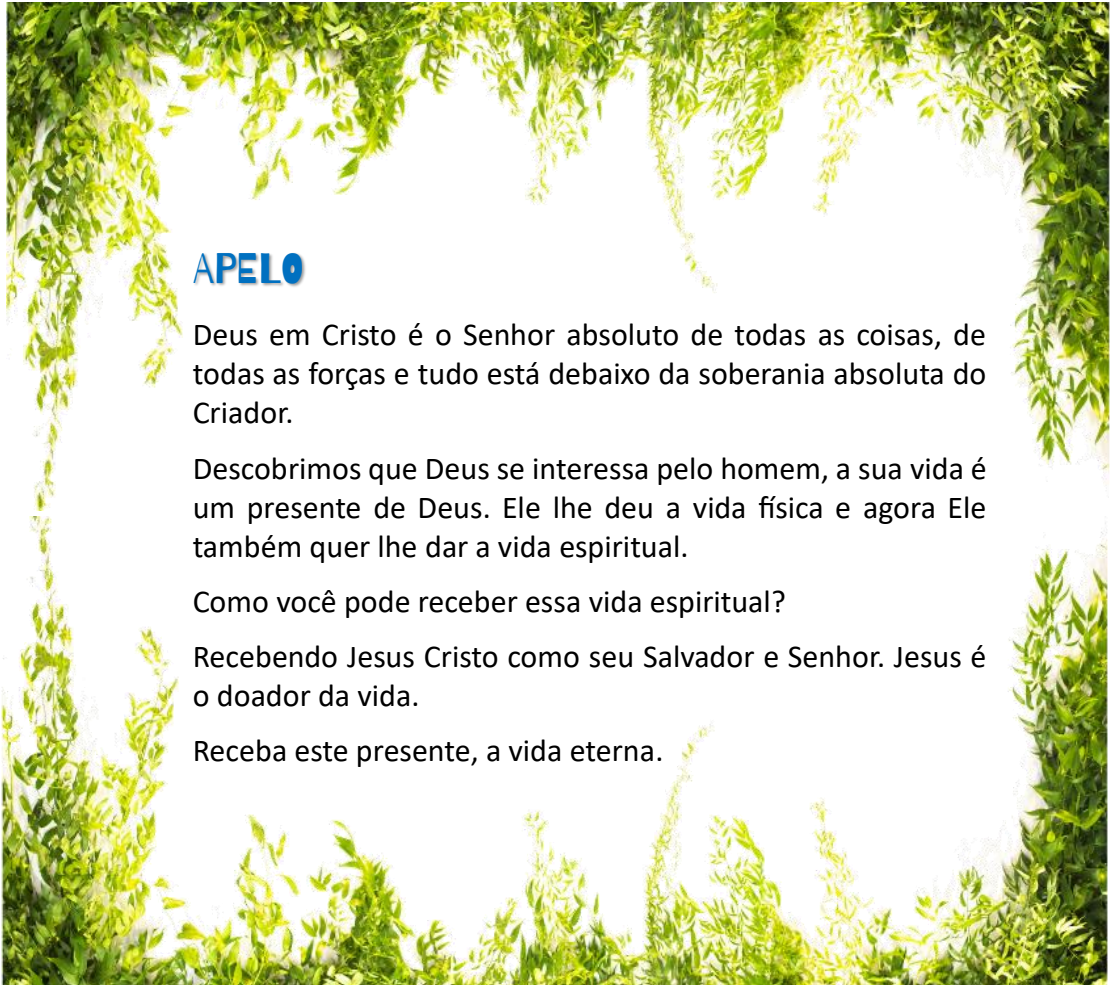 APELO
Deus em Cristo é o Senhor absoluto de todas as coisas, de
todas as forças e tudo está debaixo da soberania absoluta do
Criador.
Descobrimos que Deus se interessa pelo homem, a sua vida é
um presente de Deus. Ele lhe deu a vida física e agora Ele
também quer lhe dar a vida espiritual.
Como você pode receber essa vida espiritual?
Recebendo Jesus Cristo como seu Salvador e Senhor. Jesus é
o doador da vida.
Receba este presente, a vida eterna.